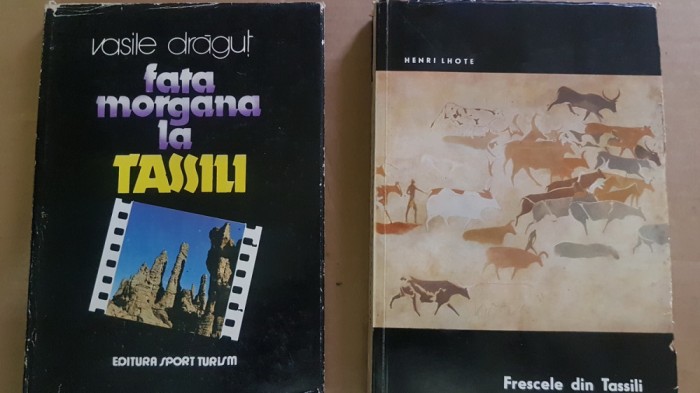 vasile drăguț
fata
morgana
la
TASSILI
EDITURA SPORT TURISM
HENRI LHOTE
Frescele din Tassili